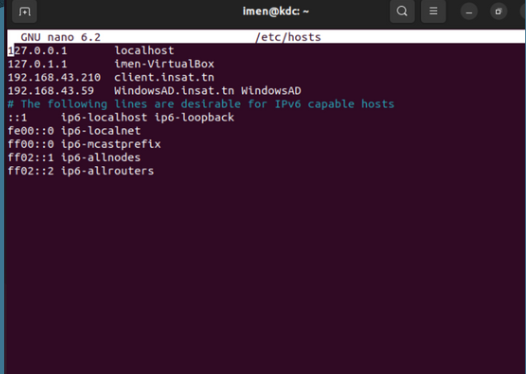 imen@kdc: ~
GNU nano 6.2 /etc/hosts
127.0.0.1 localhost
127.0.1.1 imen-VirtualBox
192.168.43.210 client.insat.tn
192.168.43.59 WindowsAD.insat.tn WindowsAD
# The following lines are desirable for IPv6 capable hosts
::1 ip6-localhost ip6-loopback
fe00::0 ip6-localnet
ff00::0 ip6-mcastprefix
ff02::1 ip6-allnodes
ff02::2 ip6-allrouters